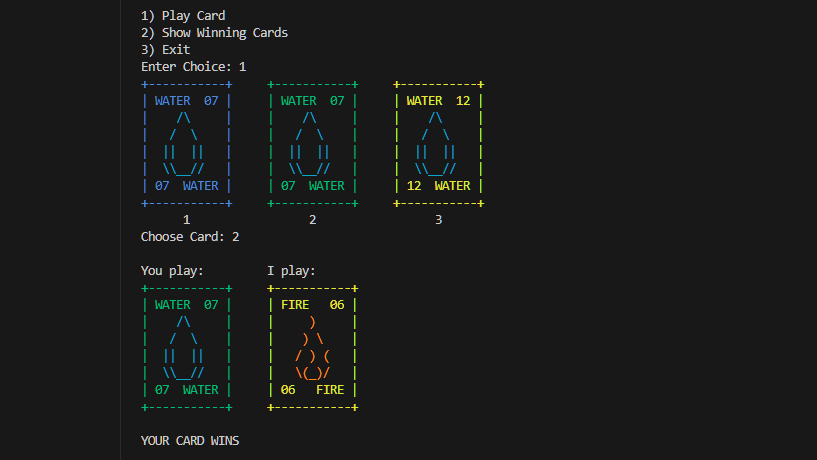 1) Play Card
2) Show Winning Cards
3) Exit
Enter Choice: 1
+-----------+     +-----------+     +-----------+
| WATER  07 |     | WATER  07 |     | WATER  12 |
|    /\     |     |    /\     |     |    /\     |
|   /  \    |     |   /  \    |     |   /  \    |
|  ||  ||   |     |  ||  ||   |     |  ||  ||   |
|  \\__//   |     |  \\__//   |     |  \\__//   |
| 07  WATER |     | 07  WATER |     | 12  WATER |
+-----------+     +-----------+     +-----------+
      1                 2                 3
Choose Card: 2

You play:         I play:
+-----------+     +-----------+
| WATER  07 |     | FIRE   06 |
|    /\     |     |     )     |
|   /  \    |     |    ) \    |
|  ||  ||   |     |   / ) (   |
|  \\__//   |     |   \(_)/   |
| 07  WATER |     | 06   FIRE |
+-----------+     +-----------+

YOUR CARD WINS